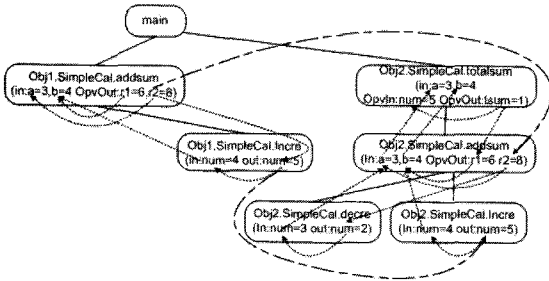 main
Obj1.SimpleCal.addsum
(in:a=3,b=4 OpvOut:r1=6,r2=8)
Obj2.SimpleCal.totalsum
(in:a=3,b=4
OpvIn:num=5 OpvOut:tsum=1)
Obj1.SimpleCal.Incre
(In:num=4 out:num=5)
Obj2.SimpleCal.addsum
(In:a=3,b=4 OpvOut:r1=6 r2=8)
Obj2.SimpleCal.decre
(In:num=3 out:num=2)
Obj2.SimpleCal.Incre
(In:num=4 out:num=5)